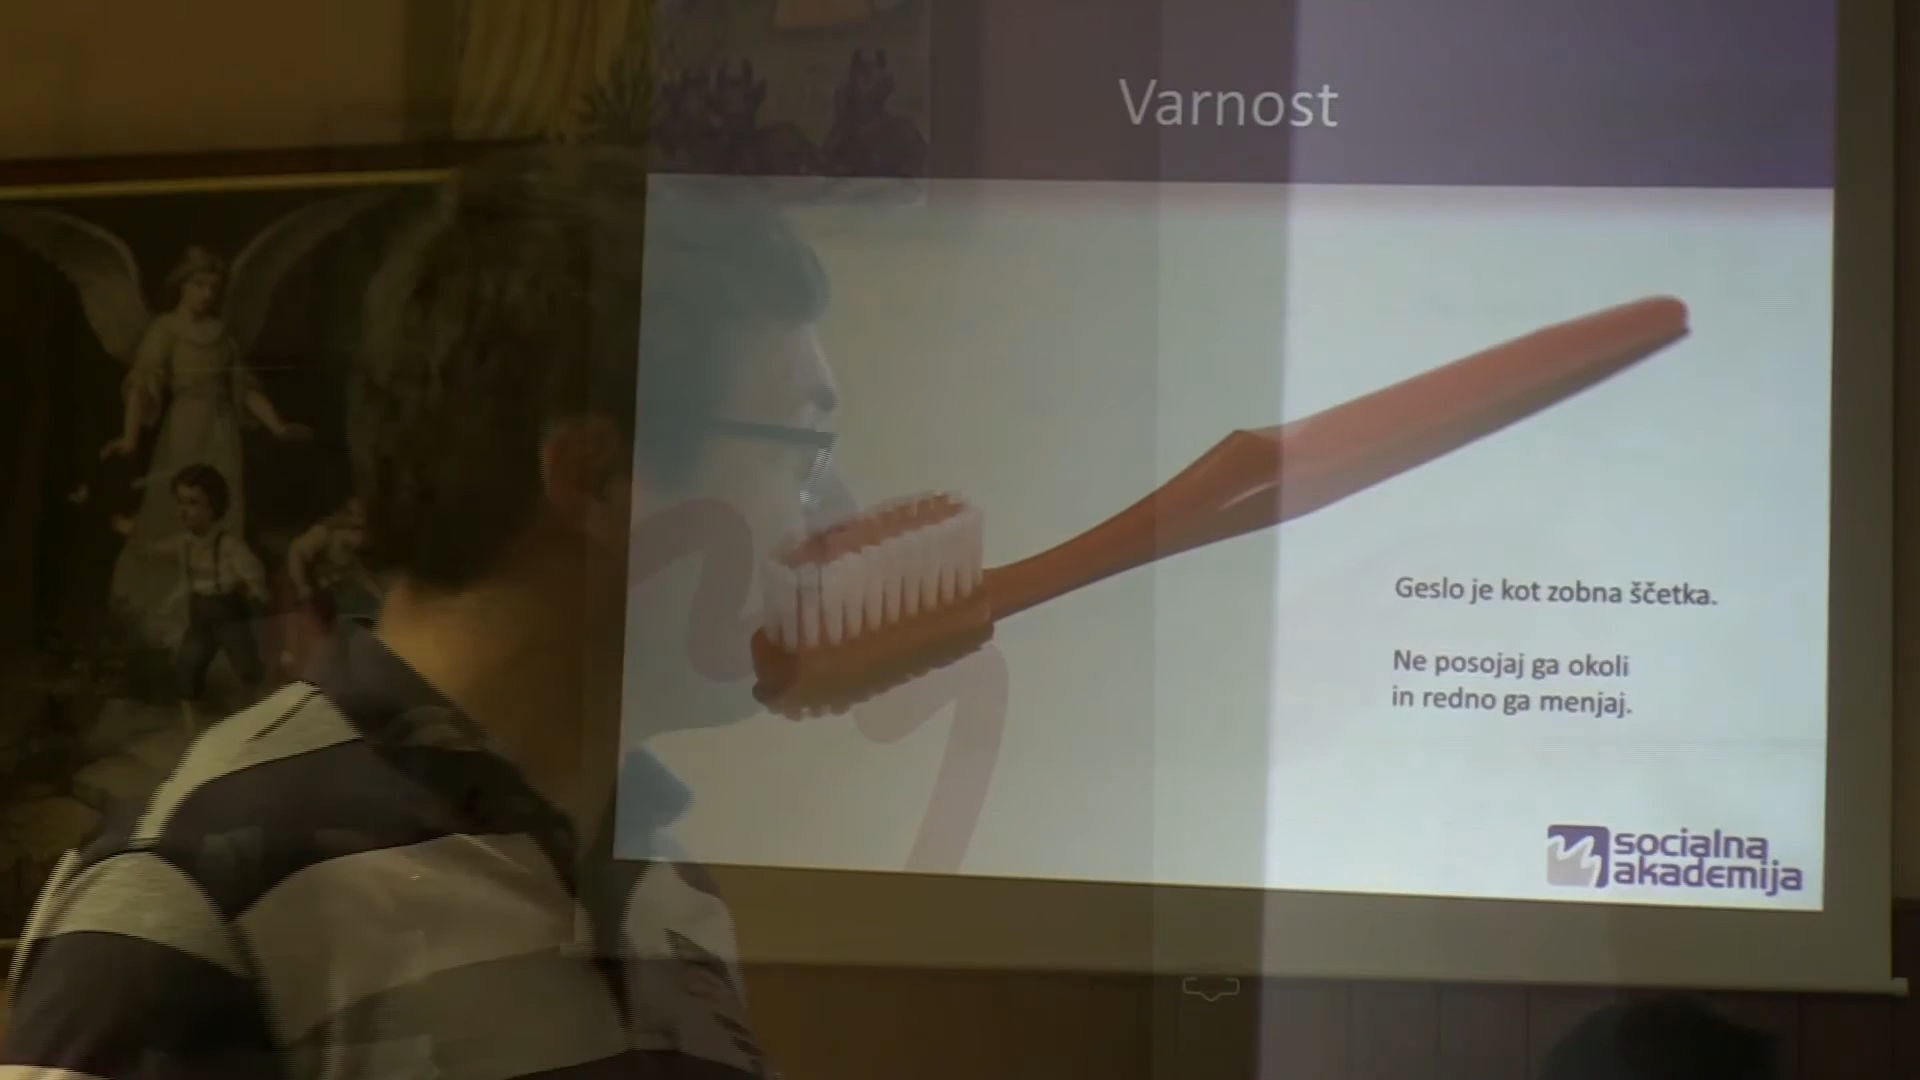 Varnost
Geslo je kot zobna ščetka.
Ne posojaj ga okoli
in redno ga menjaj.
socialna
akademija